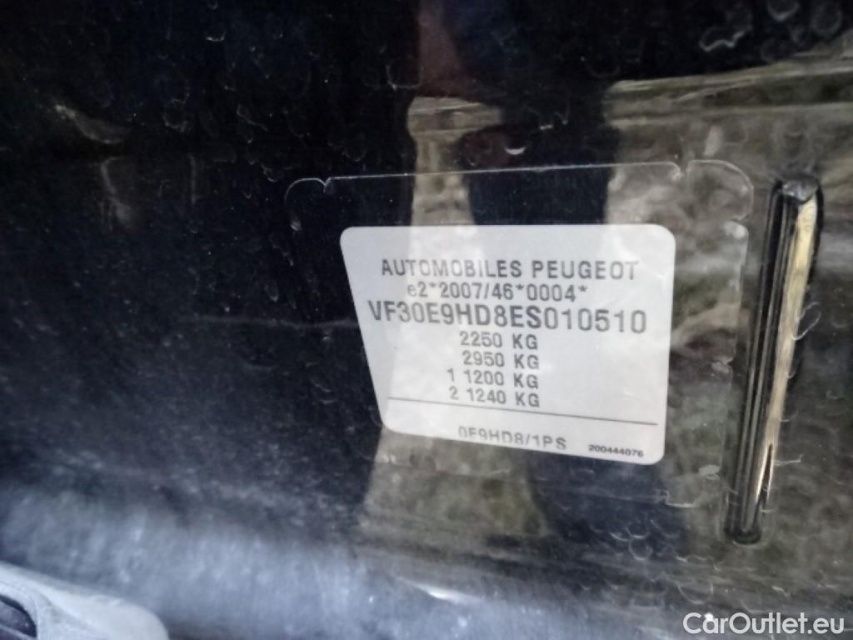 AUTOMOBILES PEUGEOT
e2*2007/46*0004*
VF30E9HD8ES010510
2250 KG
2950 KG
1 1200 KG
2 1240 KG
0E9HD8/1PS
200444076
CarOutlet.eu